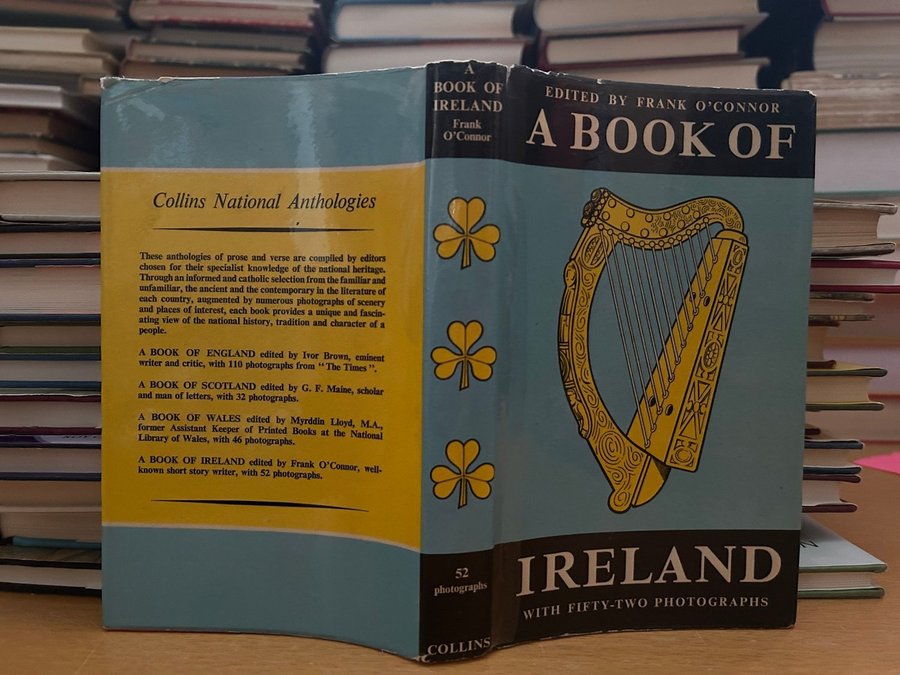 Collins National Anthologies
These anthologies of prose and verse are compiled by editors
chosen for their specialist knowledge of the national heritage.
Through an informed and catholic selection from the familiar and
unfamiliar, the ancient and the contemporary in the literature of
each country, augmented by numerous photographs of scenery
and places of interest, each book provides a unique and fascin-
ating view of the national history, tradition and character of a
people.
A BOOK OF ENGLAND edited by Ivor Brown, eminent
writer and critic, with 110 photographs from "The Times".
A BOOK OF SCOTLAND edited by G. F. Maine, scholar
and man of letters, with 32 photographs.
A BOOK OF WALES edited by Myrddin Lloyd, M.A.,
former Assistant Keeper of Printed Books at the National
Library of Wales, with 46 photographs.
A BOOK OF IRELAND edited by Frank O'Connor, well-
known short story writer, with 52 photographs.
A
BOOK OF
IRELAND
Frank
O'Connor
52
photographs
COLLINS
EDITED BY FRANK O'CONNOR
A BOOK OF
IRELAND
WITH FIFTY-TWO PHOTOGRAPHS